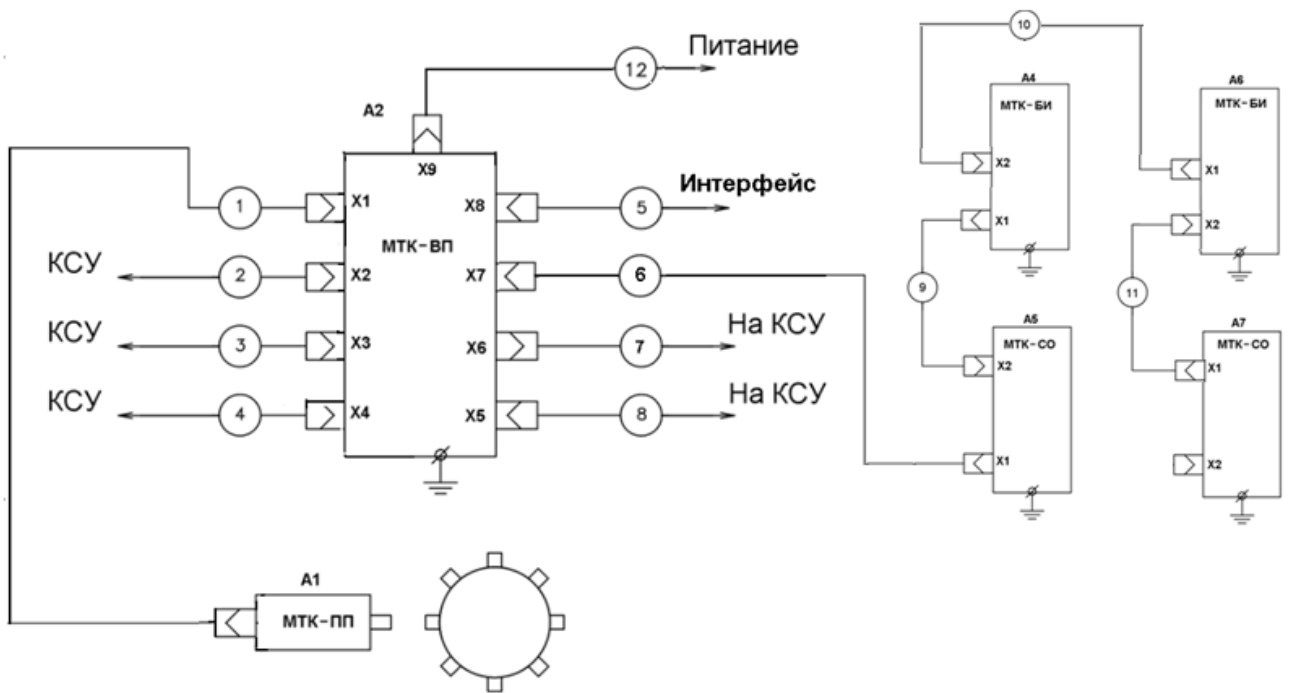 Питание
12
A2
X9
1
X1
X8
5
Интерфейс
МТК-ВП
КСУ
2
X2
X7
6
КСУ
3
X3
X6
7
На КСУ
КСУ
4
X4
X5
8
На КСУ
A1
МТК-ПП
10
A4
МТК-БИ
X2
X1
A6
МТК-БИ
X1
X2
9
11
A5
МТК-СО
X2
X1
A7
МТК-СО
X1
X2